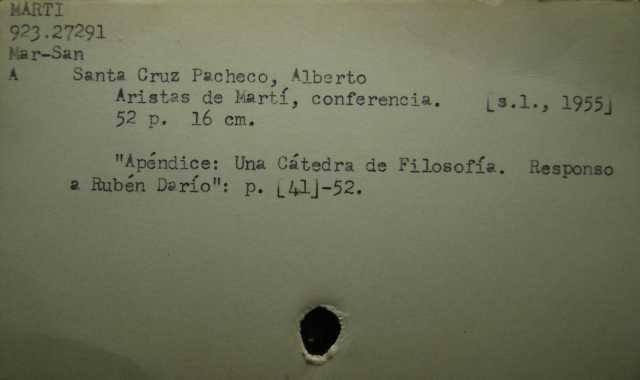 MARTI
923.27291
Mar-San
A Santa Cruz Pacheco, Alberto
Aristas de Martí, conferencia. [s.l., 1955]
52 p. 16 cm.
"Apéndice: Una Cátedra de Filosofía. Responso
a Rubén Darío": p. [41]-52.